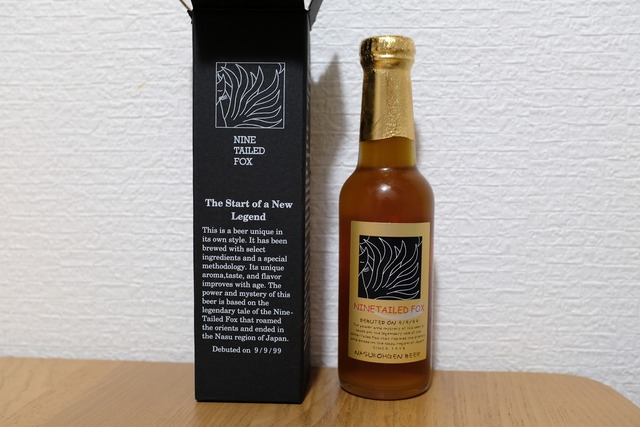 NINE
TAILED
FOX
The Start of a New
Legend
This is a beer unique in
its own style. It has been
brewed with select
ingredients and a special
methodology. Its unique
aroma,taste, and flavor
improves with age. The
power and mystery of this
beer is based on the
legendary tale of the Nine-
Tailed Fox that roamed
the orients and ended in
the Nasu region of Japan.
Debuted on 9/9/99
NINETAILED FOX
DEBUTED ON 9/9/99
NASUKOHGEN BEER